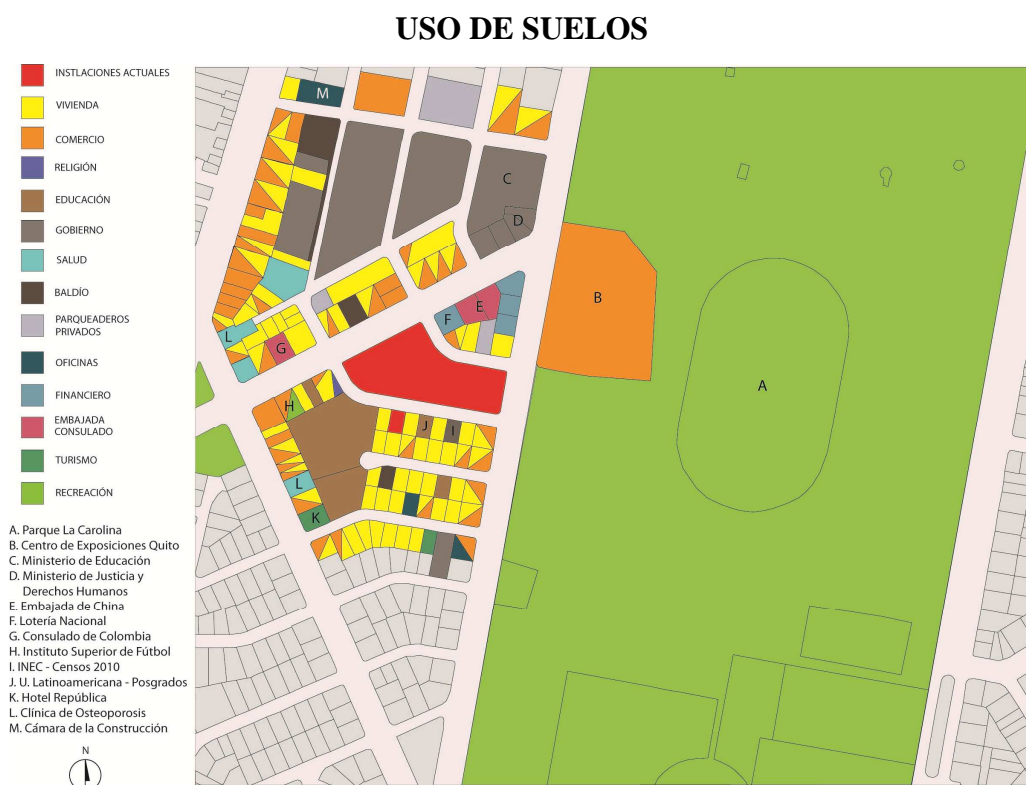 USO DE SUELOS
INSTLACIONES ACTUALES
VIVIENDA
COMERCIO
RELIGIÓN
EDUCACIÓN
GOBIERNO
SALUD
BALDÍO
PARQUEADEROS
PRIVADOS
OFICINAS
FINANCIERO
EMBAJADA
CONSULADO
TURISMO
RECREACIÓN
A. Parque La Carolina
B. Centro de Exposiciones Quito
C. Ministerio de Educación
D. Ministerio de Justicia y
Derechos Humanos
E. Embajada de China
F. Lotería Nacional
G. Consulado de Colombia
H. Instituto Superior de Fútbol
I. INEC - Censos 2010
J. U. Latinoamericana - Posgrados
K. Hotel República
L. Clínica de Osteoporosis
M. Cámara de la Construcción
N
M
C
D
B
E
F
L
G
A
H
J
I
L
K